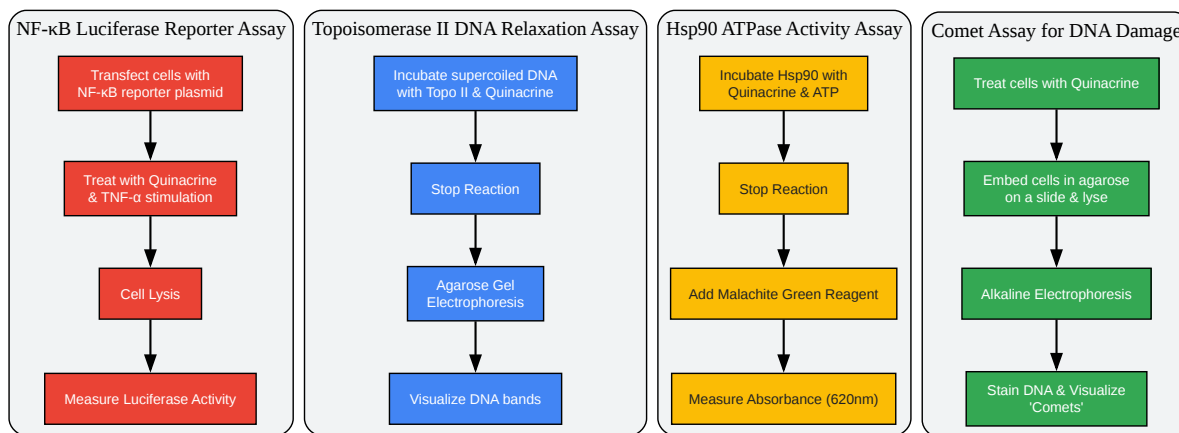 NF-κB Luciferase Reporter Assay
Transfect cells with
NF-κB reporter plasmid
Treat with Quinacrine
& TNF-α stimulation
Cell Lysis
Measure Luciferase Activity
Topoisomerase II DNA Relaxation Assay
Incubate supercoiled DNA
with Topo II & Quinacrine
Stop Reaction
Agarose Gel
Electrophoresis
Visualize DNA bands
Hsp90 ATPase Activity Assay
Incubate Hsp90 with
Quinacrine & ATP
Stop Reaction
Add Malachite Green Reagent
Measure Absorbance (620nm)
Comet Assay for DNA Damage
Treat cells with Quinacrine
Embed cells in agarose
on a slide & lyse
Alkaline Electrophoresis
Stain DNA & Visualize
'Comets'